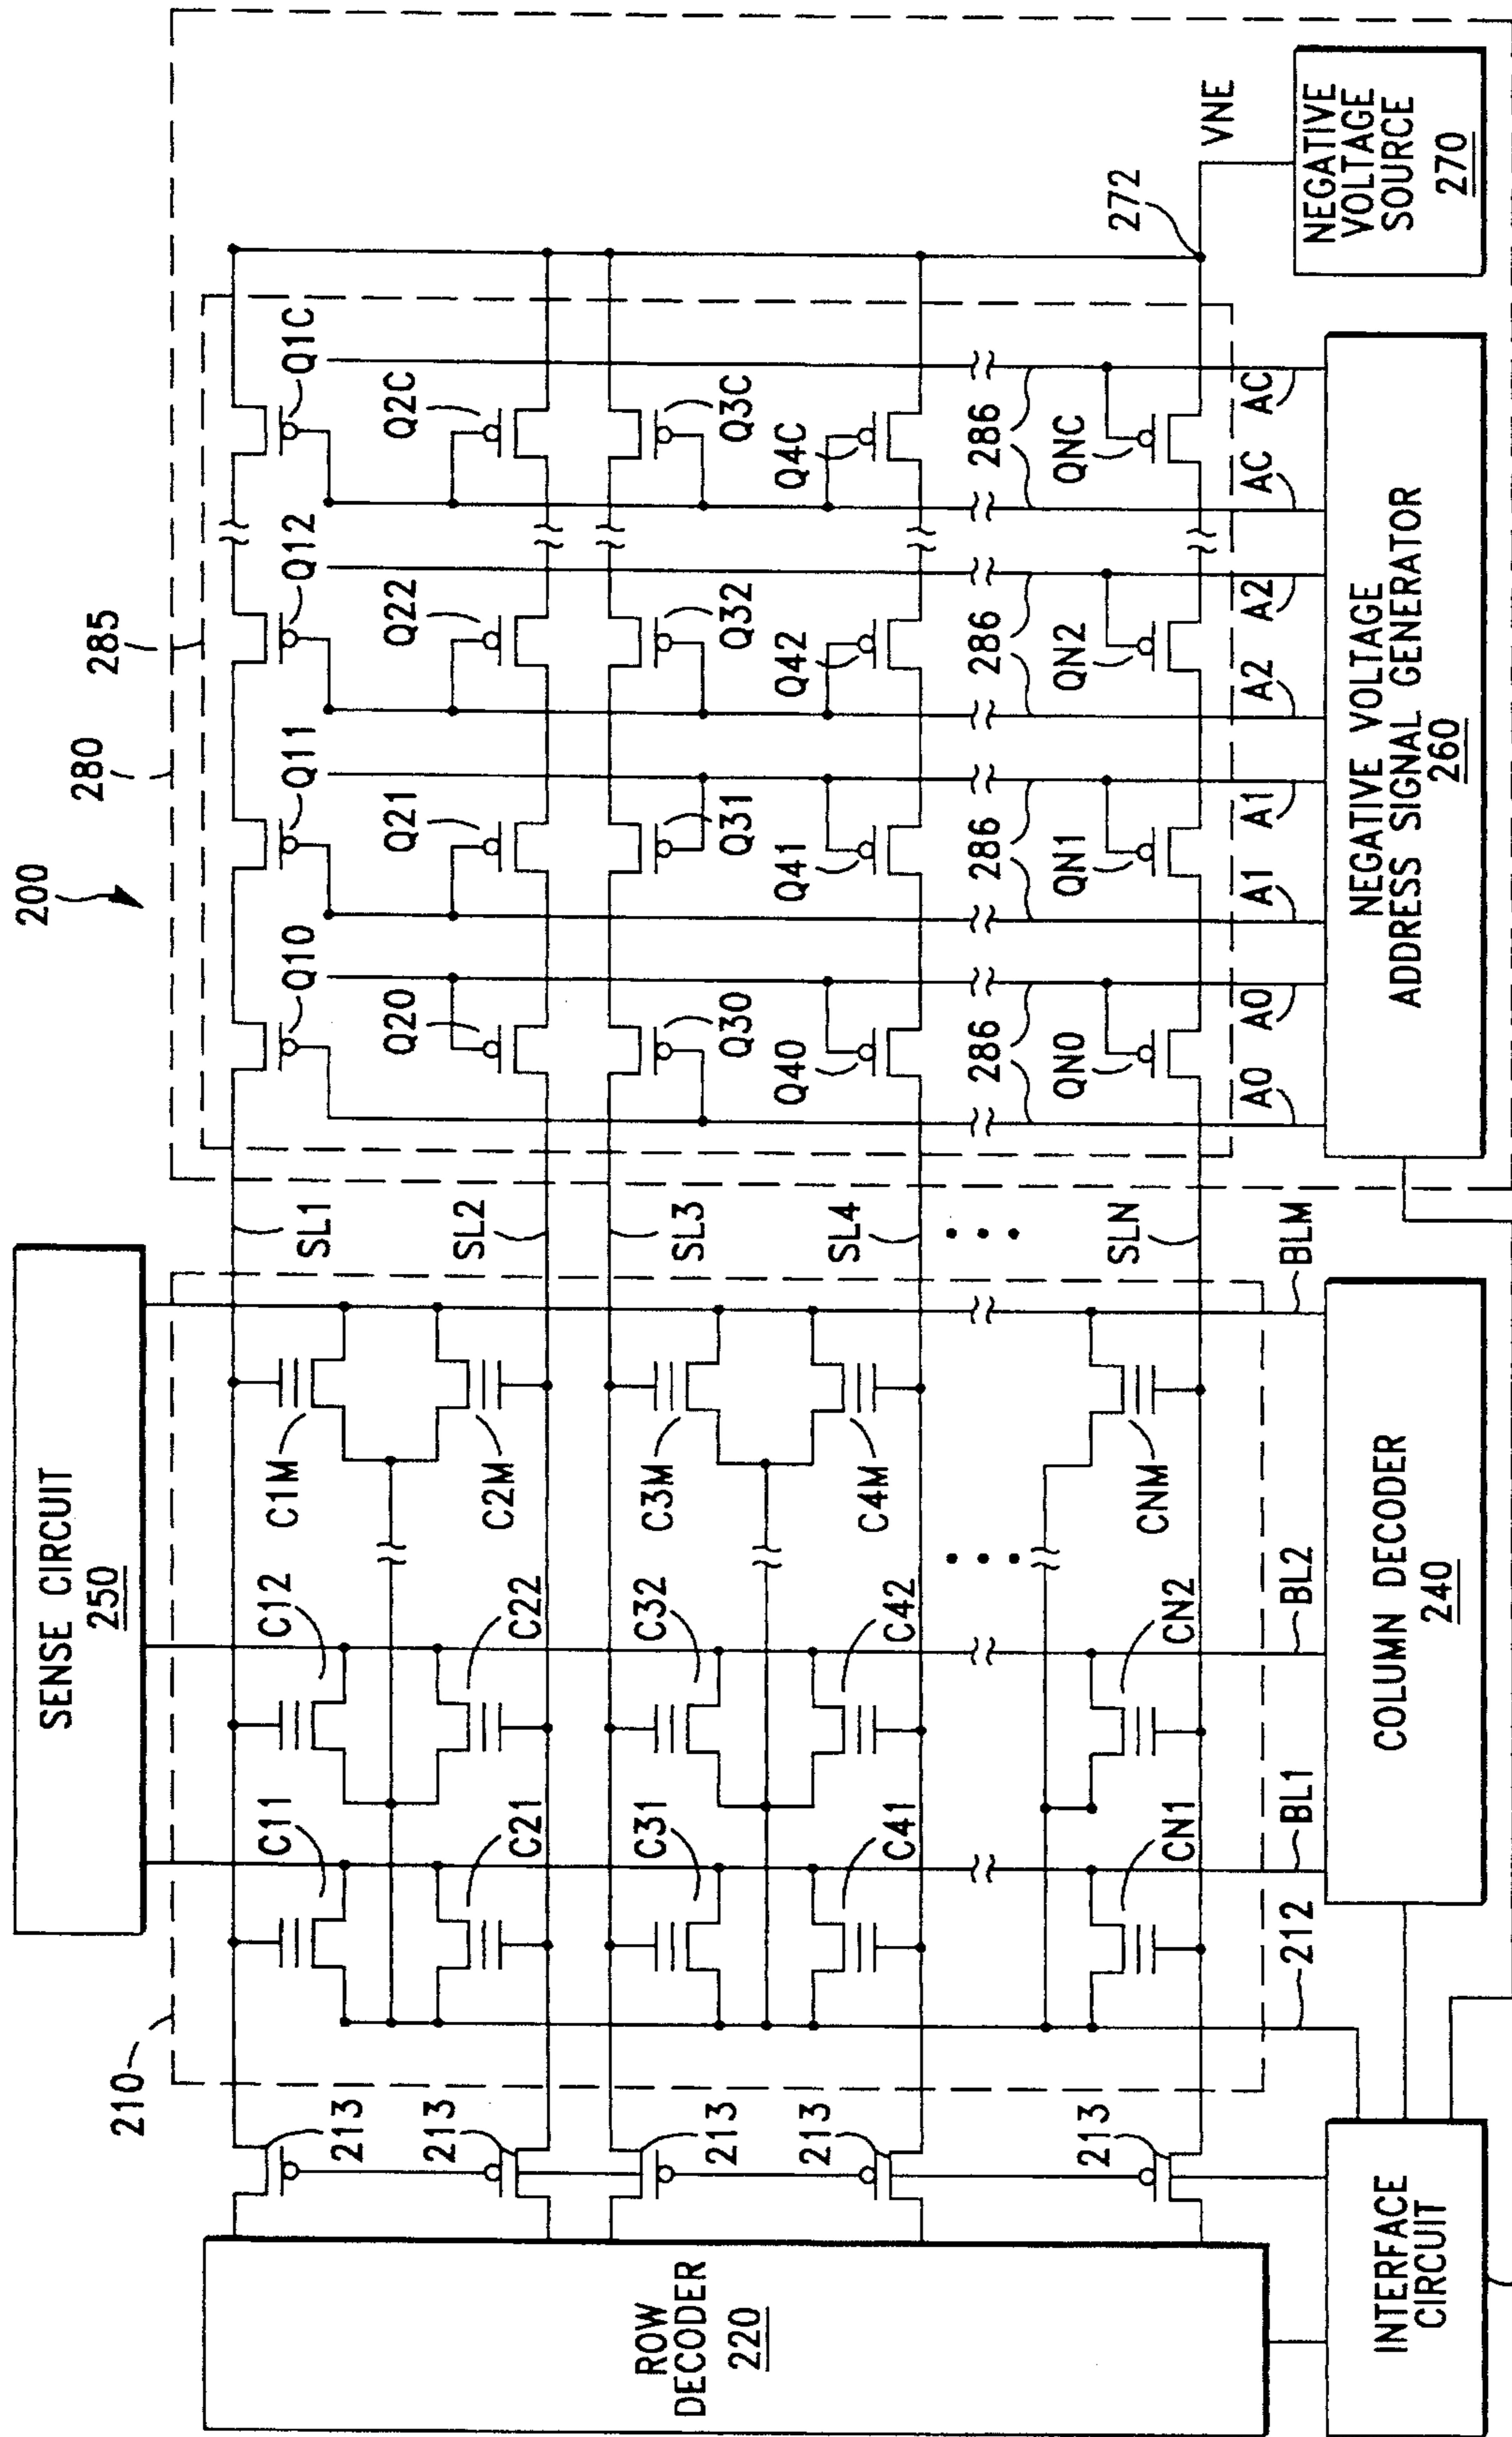 200
SENSE CIRCUIT
250
280
285
210
C11
C12
C1M
SL1
Q10
Q11
Q12
Q1C
213
213
C21
C22
C2M
SL2
Q20
Q21
Q22
Q2C
ROW
DECODER
220
213
C31
C32
C3M
SL3
Q30
Q31
Q32
Q3C
213
C41
C42
C4M
SL4
Q40
Q41
Q42
Q4C
286
286
286
286
213
CN1
CN2
CNM
SLN
QN0
QN1
QN2
QNC
272
VNE
212
BL1
BL2
BLM
A0
A0
A1
A1
A2
A2
AC
AC
INTERFACE
CIRCUIT
COLUMN DECODER
240
NEGATIVE VOLTAGE
ADDRESS SIGNAL GENERATOR
260
NEGATIVE
VOLTAGE
SOURCE
270